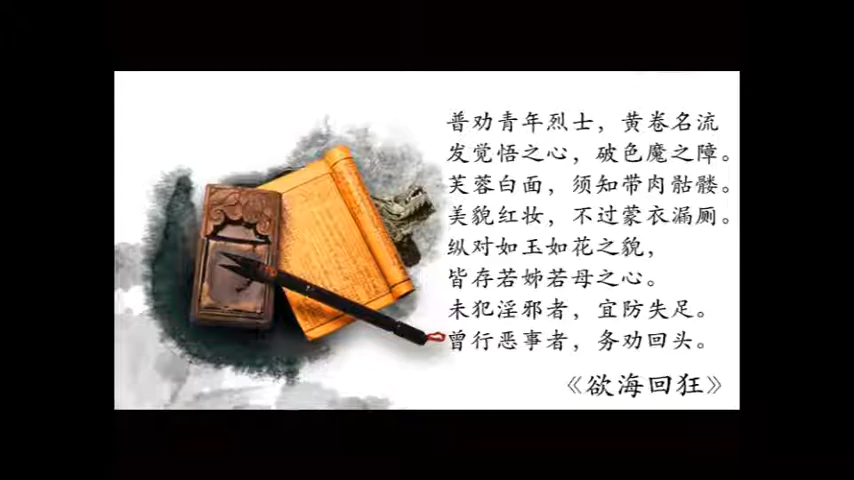 普劝青年烈士，黄卷名流
发觉悟之心，破色魔之障。
芙蓉白面，须知带肉骷髅。
美貌红妆，不过蒙衣漏厕。
纵对如玉如花之貌，
皆存若姊若母之心。
未犯淫邪者，宜防失足。
曾行恶事者，务劝回头。
《欲海回狂》